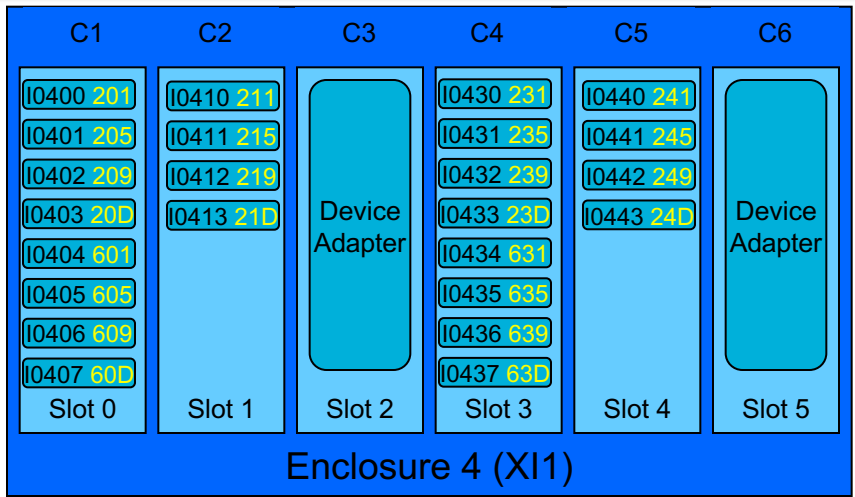 C1 C2 C3 C4 C5 C6
I0400 201
I0401 205
I0402 209
I0403 20D
I0404 601
I0405 605
I0406 609
I0407 60D
Slot 0
I0410 211
I0411 215
I0412 219
I0413 21D
Slot 1
Device
Adapter
Slot 2
I0430 231
I0431 235
I0432 239
I0433 23D
I0434 631
I0435 635
I0436 639
I0437 63D
Slot 3
I0440 241
I0441 245
I0442 249
I0443 24D
Slot 4
Device
Adapter
Slot 5
Enclosure 4 (XI1)